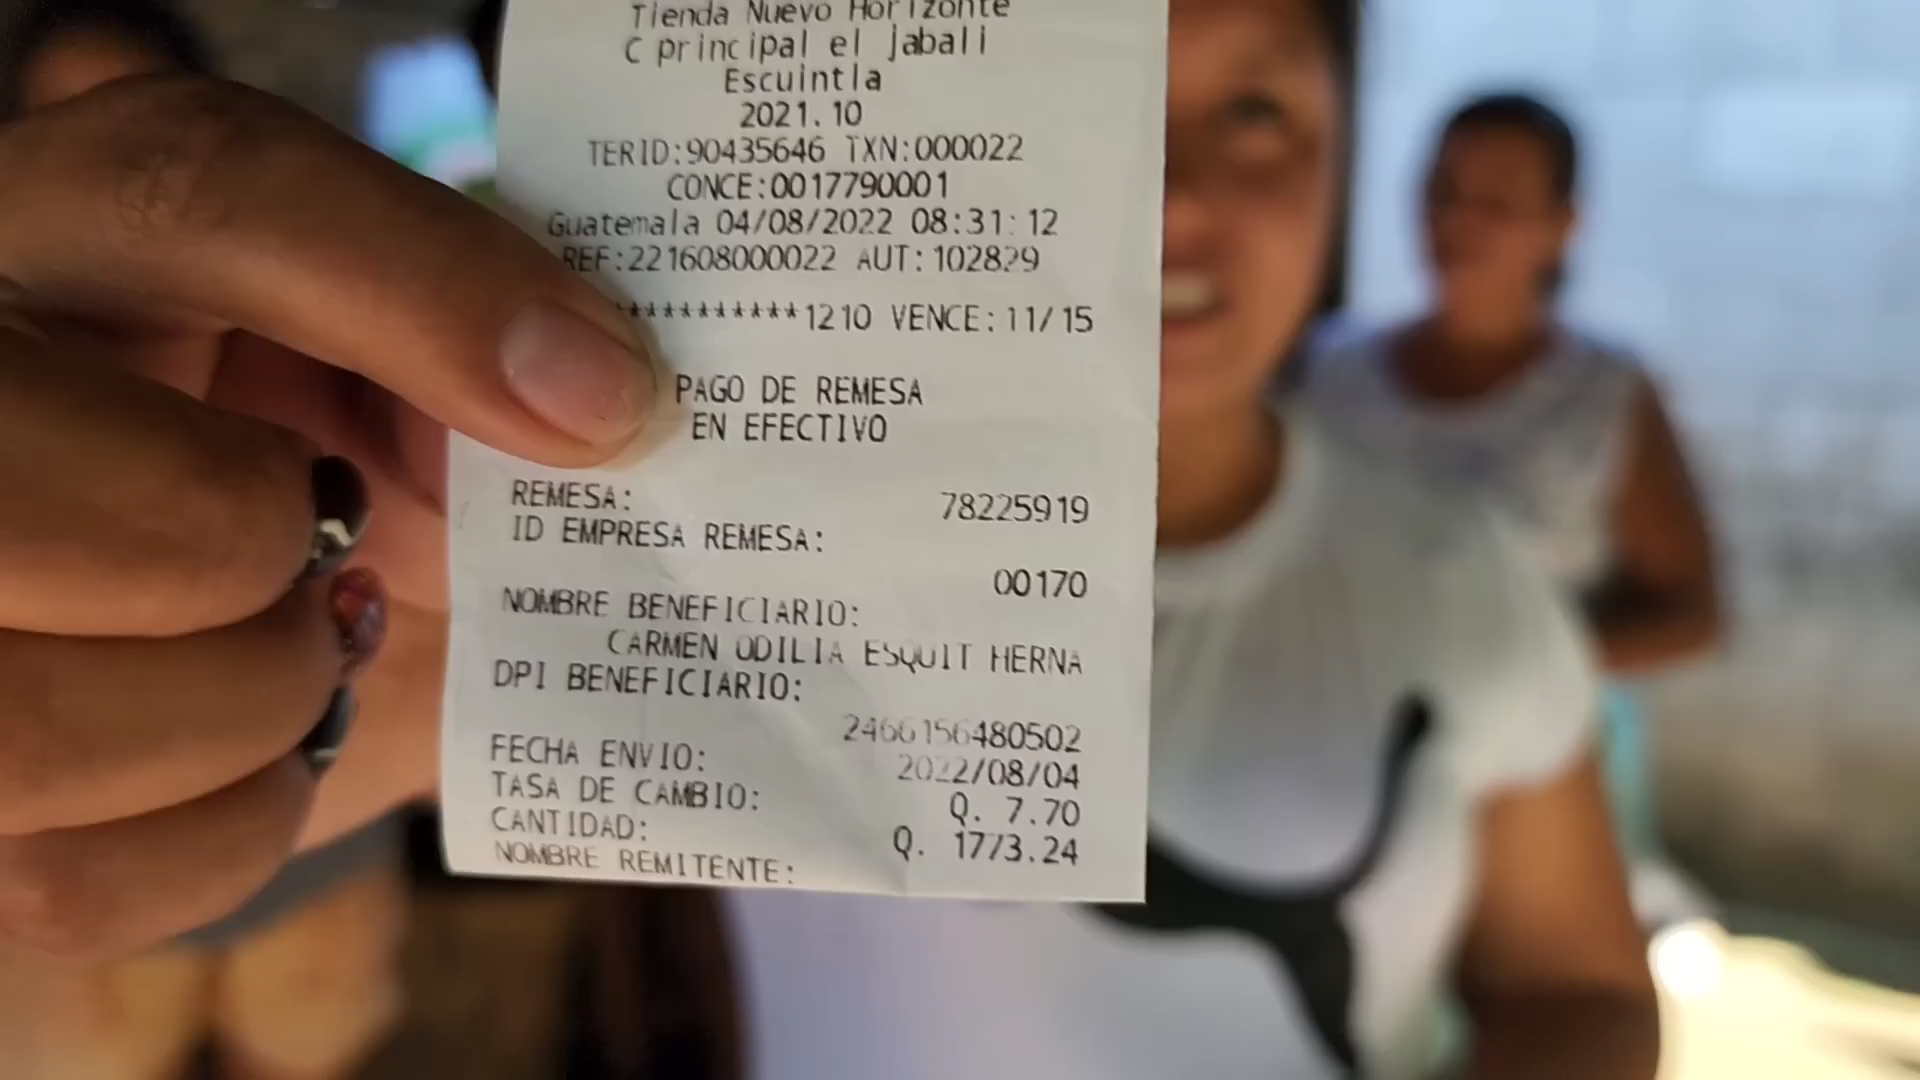 Tienda Nuevo Horizonte
C principal el jabali
Escuintla
2021.10
TERID:90435646 TXN:000022
CONCE:0017790001
Guatemala 04/08/2022 08:31:12
REF:221608000022 AUT:102829
***********1210 VENCE:11/15
PAGO DE REMESA
EN EFECTIVO
REMESA: 78225919
ID EMPRESA REMESA:
00170
NOMBRE BENEFICIARIO:
CARMEN ODILIA ESQUIT HERNA
DPI BENEFICIARIO:
2466156480502
FECHA ENVIO: 2022/08/04
TASA DE CAMBIO: Q. 7.70
CANTIDAD: Q. 1773.24
NOMBRE REMITENTE: